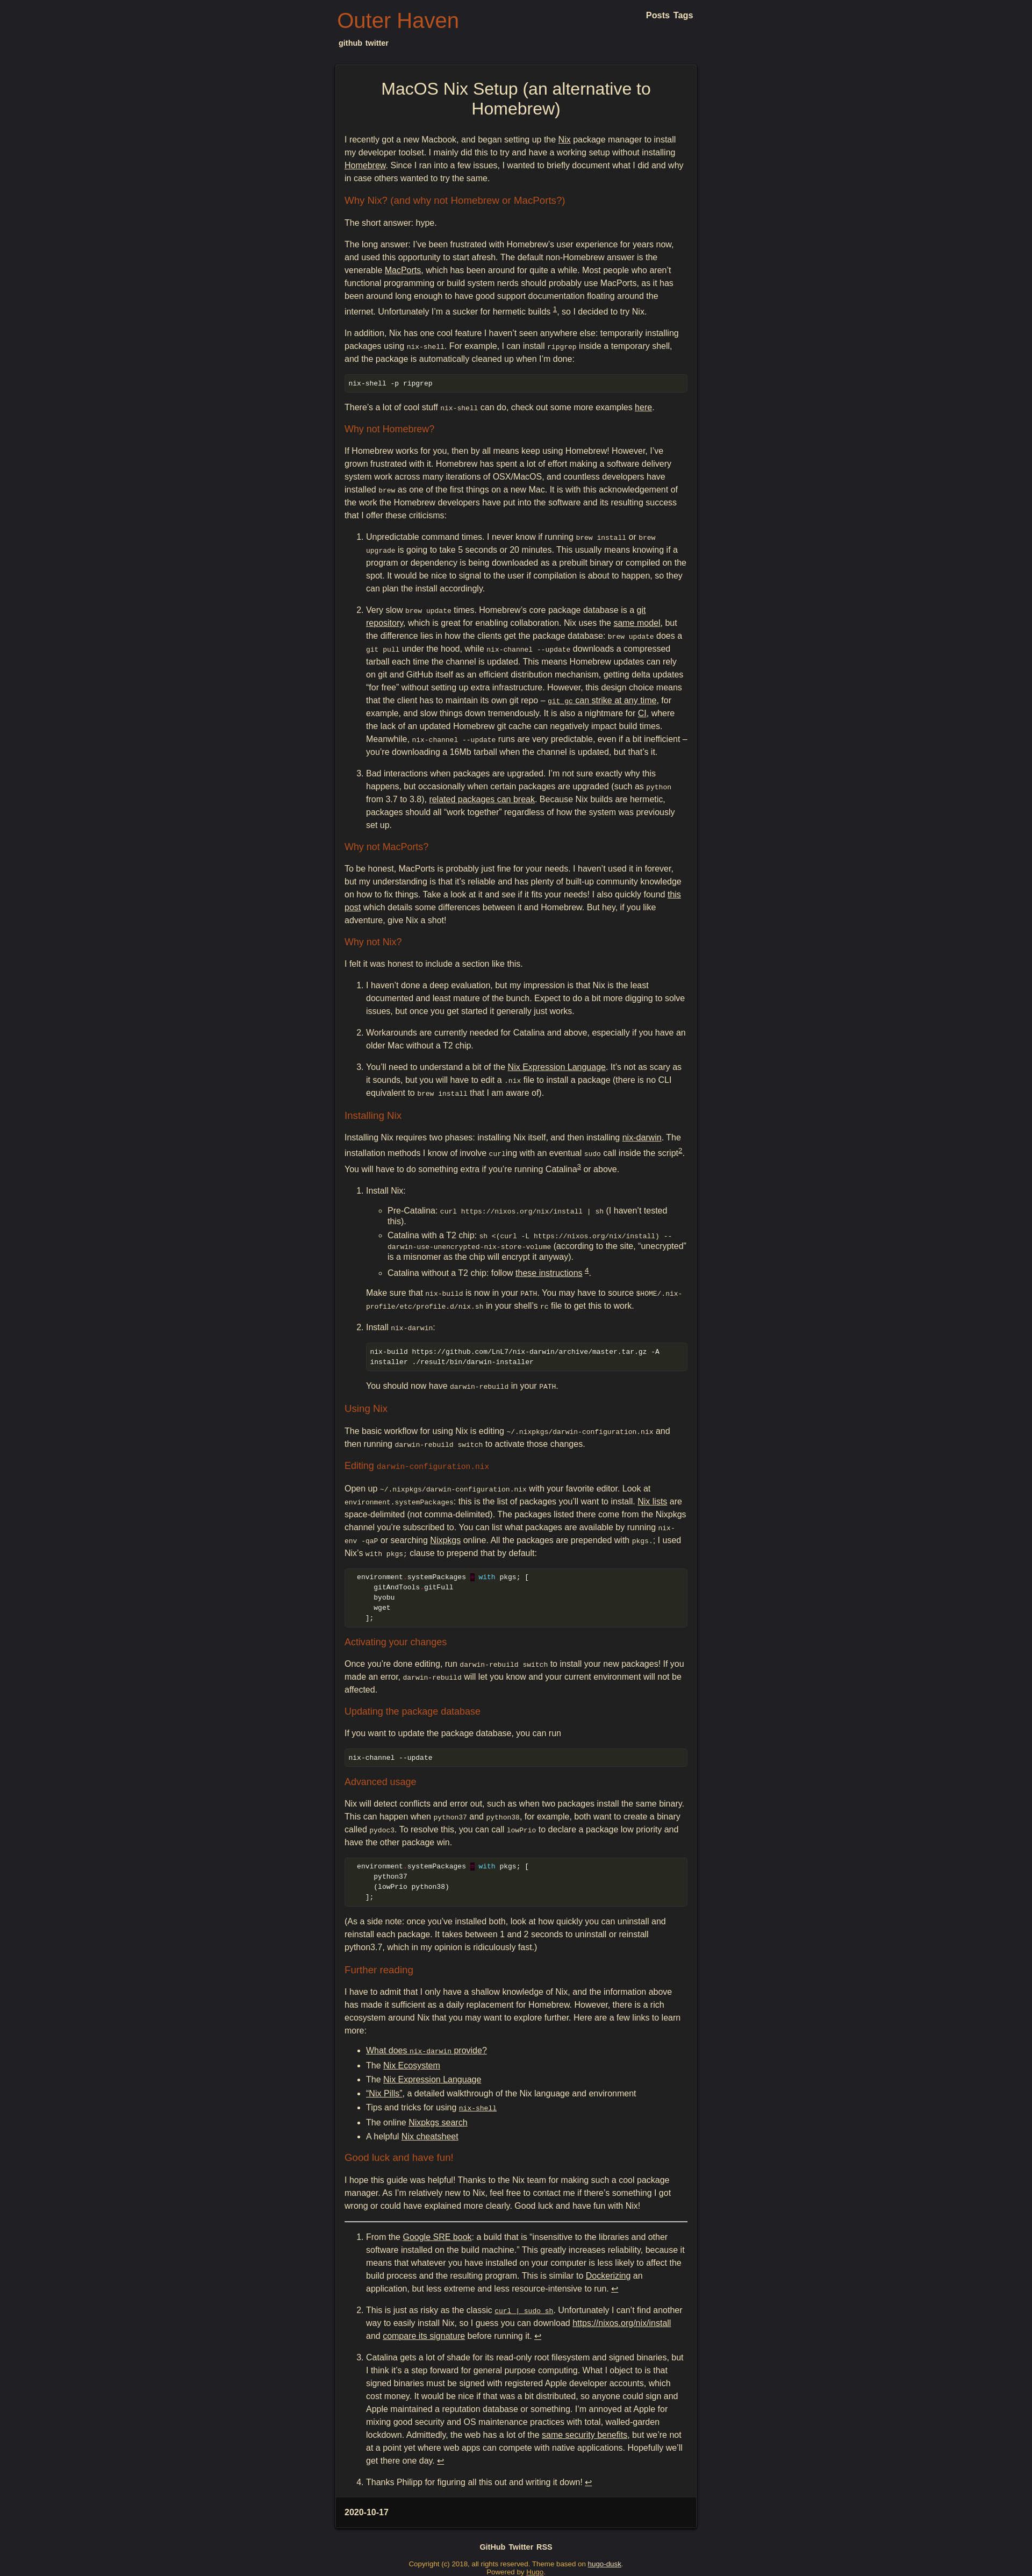 Outer Haven
Posts Tags
github twitter
MacOS Nix Setup (an alternative to
Homebrew)
I recently got a new Macbook, and began setting up the Nix package manager to install
my developer toolset. I mainly did this to try and have a working setup without installing
Homebrew. Since I ran into a few issues, I wanted to briefly document what I did and why
in case others wanted to try the same.
Why Nix? (and why not Homebrew or MacPorts?)
The short answer: hype.
The long answer: I’ve been frustrated with Homebrew’s user experience for years now,
and used this opportunity to start afresh. The default non-Homebrew answer is the
venerable MacPorts, which has been around for quite a while. Most people who aren’t
functional programming or build system nerds should probably use MacPorts, as it has
been around long enough to have good support documentation floating around the
internet. Unfortunately I’m a sucker for hermetic builds 1, so I decided to try Nix.
In addition, Nix has one cool feature I haven’t seen anywhere else: temporarily installing
packages using nix-shell. For example, I can install ripgrep inside a temporary shell,
and the package is automatically cleaned up when I’m done:
nix-shell -p ripgrep
There’s a lot of cool stuff nix-shell can do, check out some more examples here.
Why not Homebrew?
If Homebrew works for you, then by all means keep using Homebrew! However, I’ve
grown frustrated with it. Homebrew has spent a lot of effort making a software delivery
system work across many iterations of OSX/MacOS, and countless developers have
installed brew as one of the first things on a new Mac. It is with this acknowledgement of
the work the Homebrew developers have put into the software and its resulting success
that I offer these criticisms:
1. Unpredictable command times. I never know if running brew install or brew
upgrade is going to take 5 seconds or 20 minutes. This usually means knowing if a
program or dependency is being downloaded as a prebuilt binary or compiled on the
spot. It would be nice to signal to the user if compilation is about to happen, so they
can plan the install accordingly.
2. Very slow brew update times. Homebrew’s core package database is a git
repository, which is great for enabling collaboration. Nix uses the same model, but
the difference lies in how the clients get the package database: brew update does a
git pull under the hood, while nix-channel --update downloads a compressed
tarball each time the channel is updated. This means Homebrew updates can rely
on git and GitHub itself as an efficient distribution mechanism, getting delta updates
“for free” without setting up extra infrastructure. However, this design choice means
that the client has to maintain its own git repo – git gc can strike at any time, for
example, and slow things down tremendously. It is also a nightmare for CI, where
the lack of an updated Homebrew git cache can negatively impact build times.
Meanwhile, nix-channel --update runs are very predictable, even if a bit inefficient –
you’re downloading a 16Mb tarball when the channel is updated, but that’s it.
3. Bad interactions when packages are upgraded. I’m not sure exactly why this
happens, but occasionally when certain packages are upgraded (such as python
from 3.7 to 3.8), related packages can break. Because Nix builds are hermetic,
packages should all “work together” regardless of how the system was previously
set up.
Why not MacPorts?
To be honest, MacPorts is probably just fine for your needs. I haven’t used it in forever,
but my understanding is that it’s reliable and has plenty of built-up community knowledge
on how to fix things. Take a look at it and see if it fits your needs! I also quickly found this
post which details some differences between it and Homebrew. But hey, if you like
adventure, give Nix a shot!
Why not Nix?
I felt it was honest to include a section like this.
1. I haven’t done a deep evaluation, but my impression is that Nix is the least
documented and least mature of the bunch. Expect to do a bit more digging to solve
issues, but once you get started it generally just works.
2. Workarounds are currently needed for Catalina and above, especially if you have an
older Mac without a T2 chip.
3. You’ll need to understand a bit of the Nix Expression Language. It’s not as scary as
it sounds, but you will have to edit a .nix file to install a package (there is no CLI
equivalent to brew install that I am aware of).
Installing Nix
Installing Nix requires two phases: installing Nix itself, and then installing nix-darwin. The
installation methods I know of involve curling with an eventual sudo call inside the script2.
You will have to do something extra if you’re running Catalina3 or above.
1. Install Nix:
◦ Pre-Catalina: curl https://nixos.org/nix/install | sh (I haven’t tested
this).
◦ Catalina with a T2 chip: sh <(curl -L https://nixos.org/nix/install) --
darwin-use-unencrypted-nix-store-volume (according to the site, “unecrypted”
is a misnomer as the chip will encrypt it anyway).
◦ Catalina without a T2 chip: follow these instructions 4.
Make sure that nix-build is now in your PATH. You may have to source $HOME/.nix-
profile/etc/profile.d/nix.sh in your shell’s rc file to get this to work.
2. Install nix-darwin:
nix-build https://github.com/LnL7/nix-darwin/archive/master.tar.gz -A
installer ./result/bin/darwin-installer
You should now have darwin-rebuild in your PATH.
Using Nix
The basic workflow for using Nix is editing ~/.nixpkgs/darwin-configuration.nix and
then running darwin-rebuild switch to activate those changes.
Editing darwin-configuration.nix
Open up ~/.nixpkgs/darwin-configuration.nix with your favorite editor. Look at
environment.systemPackages: this is the list of packages you’ll want to install. Nix lists are
space-delimited (not comma-delimited). The packages listed there come from the Nixpkgs
channel you’re subscribed to. You can list what packages are available by running nix-
env -qaP or searching Nixpkgs online. All the packages are prepended with pkgs.; I used
Nix’s with pkgs; clause to prepend that by default:
environment.systemPackages = with pkgs; [
gitAndTools.gitFull
byobu
wget
];
Activating your changes
Once you’re done editing, run darwin-rebuild switch to install your new packages! If you
made an error, darwin-rebuild will let you know and your current environment will not be
affected.
Updating the package database
If you want to update the package database, you can run
nix-channel --update
Advanced usage
Nix will detect conflicts and error out, such as when two packages install the same binary.
This can happen when python37 and python38, for example, both want to create a binary
called pydoc3. To resolve this, you can call lowPrio to declare a package low priority and
have the other package win.
environment.systemPackages = with pkgs; [
python37
(lowPrio python38)
];
(As a side note: once you’ve installed both, look at how quickly you can uninstall and
reinstall each package. It takes between 1 and 2 seconds to uninstall or reinstall
python3.7, which in my opinion is ridiculously fast.)
Further reading
I have to admit that I only have a shallow knowledge of Nix, and the information above
has made it sufficient as a daily replacement for Homebrew. However, there is a rich
ecosystem around Nix that you may want to explore further. Here are a few links to learn
more:
• What does nix-darwin provide?
• The Nix Ecosystem
• The Nix Expression Language
• “Nix Pills”, a detailed walkthrough of the Nix language and environment
• Tips and tricks for using nix-shell
• The online Nixpkgs search
• A helpful Nix cheatsheet
Good luck and have fun!
I hope this guide was helpful! Thanks to the Nix team for making such a cool package
manager. As I’m relatively new to Nix, feel free to contact me if there’s something I got
wrong or could have explained more clearly. Good luck and have fun with Nix!
1. From the Google SRE book: a build that is “insensitive to the libraries and other
software installed on the build machine.” This greatly increases reliability, because it
means that whatever you have installed on your computer is less likely to affect the
build process and the resulting program. This is similar to Dockerizing an
application, but less extreme and less resource-intensive to run. ↩
2. This is just as risky as the classic curl | sudo sh. Unfortunately I can’t find another
way to easily install Nix, so I guess you can download https://nixos.org/nix/install
and compare its signature before running it. ↩
3. Catalina gets a lot of shade for its read-only root filesystem and signed binaries, but
I think it’s a step forward for general purpose computing. What I object to is that
signed binaries must be signed with registered Apple developer accounts, which
cost money. It would be nice if that was a bit distributed, so anyone could sign and
Apple maintained a reputation database or something. I’m annoyed at Apple for
mixing good security and OS maintenance practices with total, walled-garden
lockdown. Admittedly, the web has a lot of the same security benefits, but we’re not
at a point yet where web apps can compete with native applications. Hopefully we’ll
get there one day. ↩
4. Thanks Philipp for figuring all this out and writing it down! ↩
2020-10-17
GitHub Twitter RSS
Copyright (c) 2018, all rights reserved. Theme based on hugo-dusk.
Powered by Hugo.